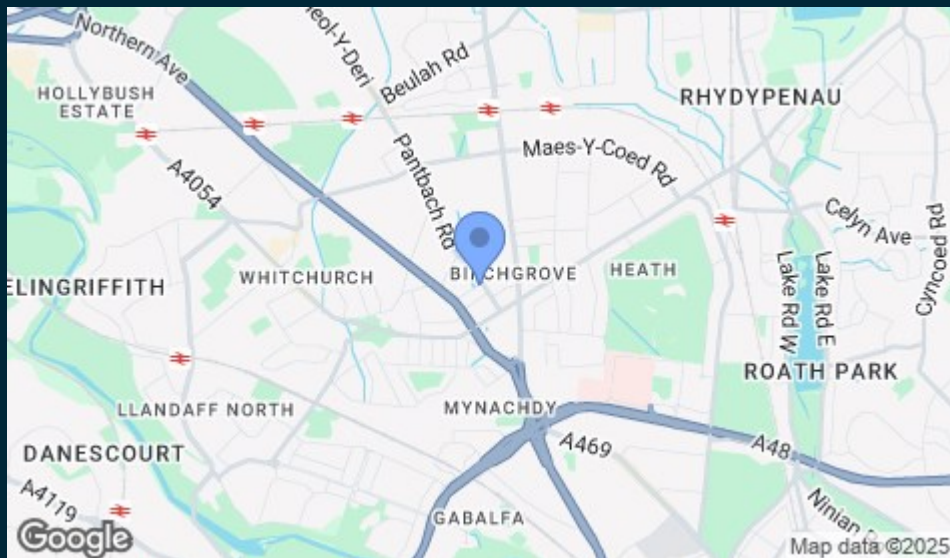 Northern Ave
Heol-Y-Deri
Beulah Rd
HOLLYBUSH
ESTATE
RHYDYPENAU
Maes-Y-Coed Rd
A4054
Pantbach Rd
Celyn Ave
Cyncoed Rd
WHITCHURCH
BIRCHGROVE
HEATH
ELINGRIFFITH
Lake Rd W
Lake Rd E
ROATH PARK
LLANDAFF NORTH
MYNACHDY
DANESCOURT
A469
A48
A4119
GABALFA
Ninian
Google
Map data ©2025